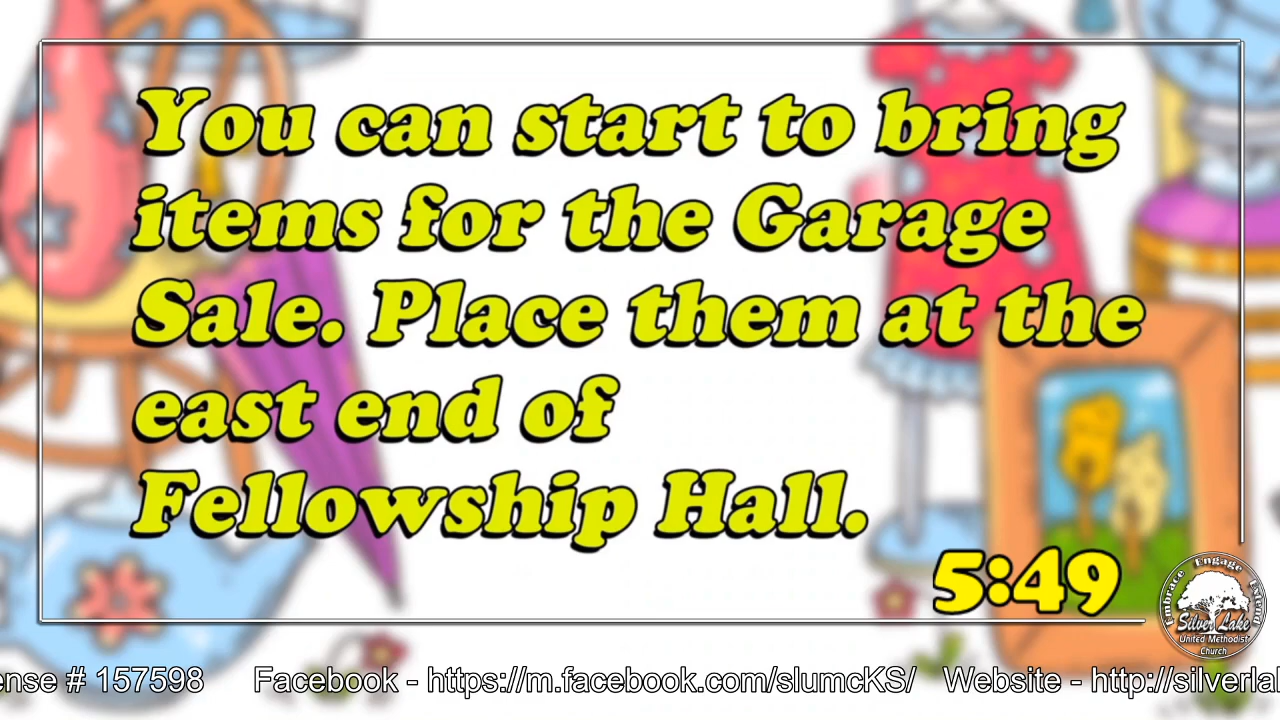 You can start to bring
items for the Garage
Sale. Place them at the
east end of
Fellowship Hall.
5:49
Embrace Engage Extend
Silver Lake
United Methodist
Church
ense # 157598 Facebook - https://m.facebook.com/slumcKS/ Website - http://silverla